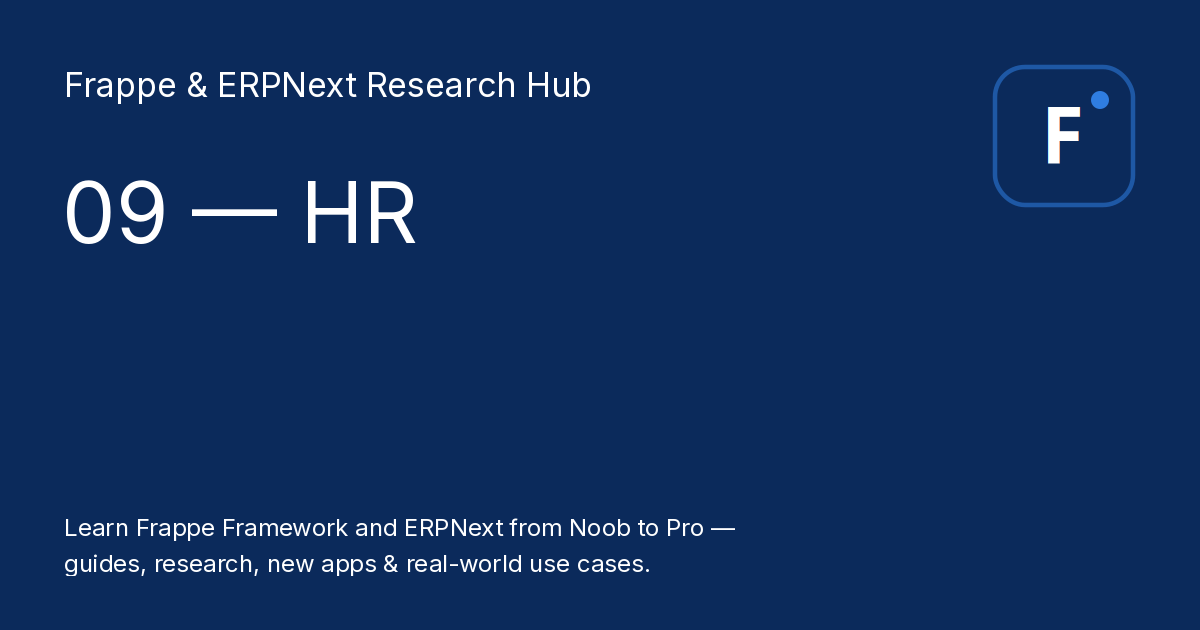 Frappe & ERPNext Research Hub
F
09 — HR
Learn Frappe Framework and ERPNext from Noob to Pro —
guides, research, new apps & real-world use cases.